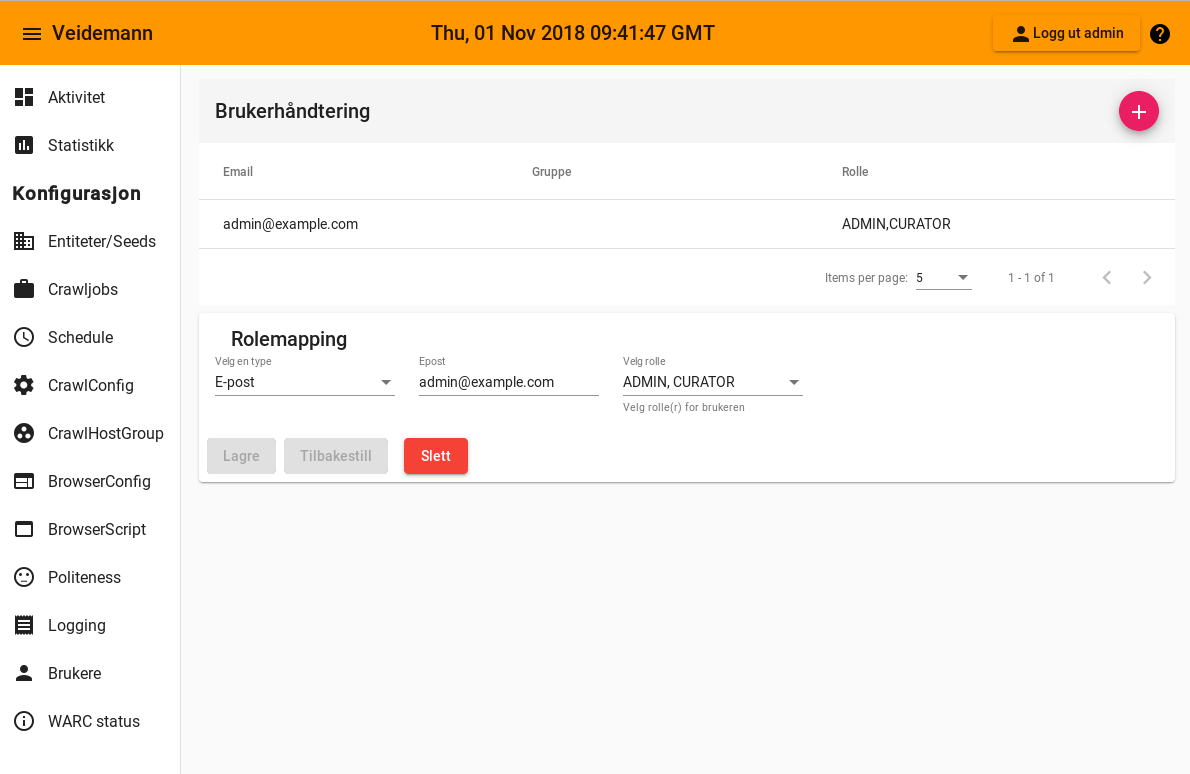 Veidemann
Thu, 01 Nov 2018 09:41:47 GMT
Logg ut admin
Aktivitet
Statistikk
Konfigurasjon
Entiteter/Seeds
Crawljobs
Schedule
CrawlConfig
CrawlHostGroup
BrowserConfig
BrowserScript
Politeness
Logging
Brukere
WARC status
Brukerhåndtering
Email Gruppe Rolle
admin@example.com ADMIN,CURATOR
Items per page: 5 1 - 1 of 1
Rolemapping
Velg en type Epost Velg rolle
E-post admin@example.com ADMIN, CURATOR
Velg rolle(r) for brukeren
Lagre Tilbakestill Slett